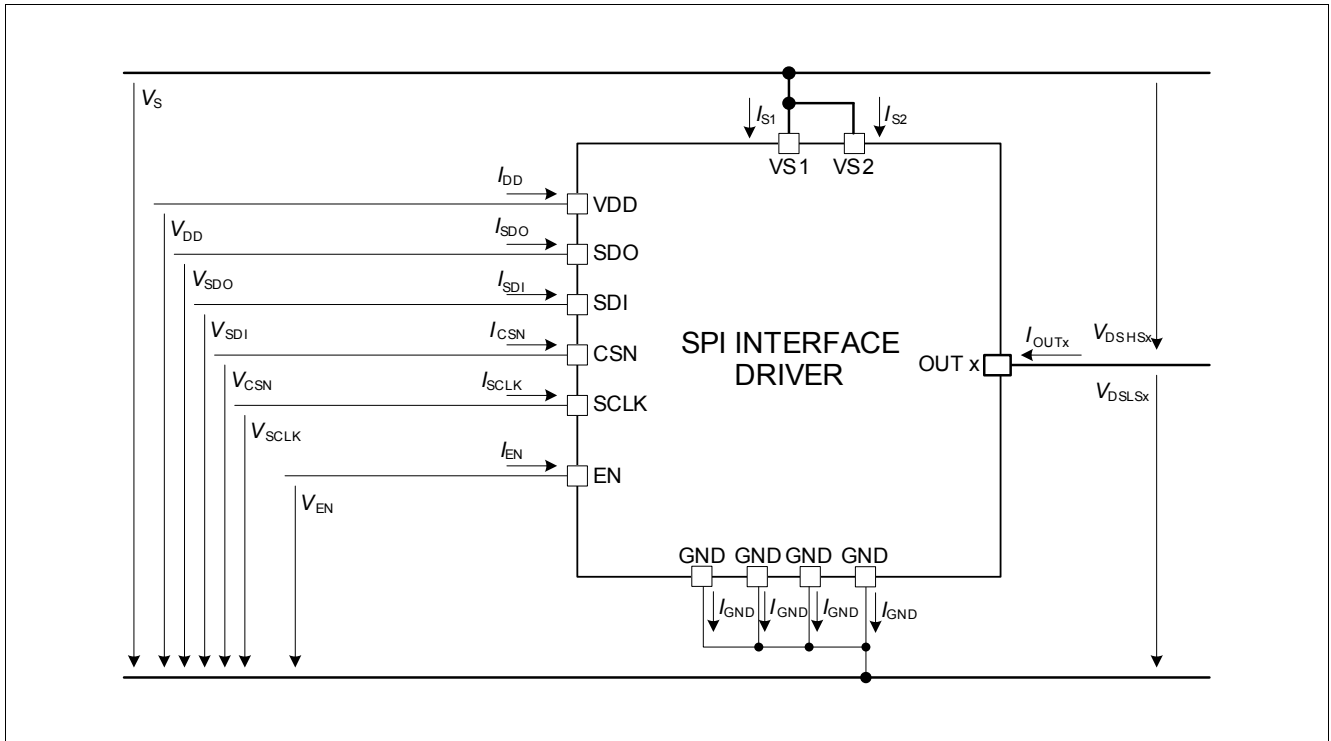 VS
IS1
IS2
VS1
VS2
IDD
VDD
VDD
ISDO
SDO
VSDO
ISDI
SDI
VSDI
ICSN
CSN
VCSN
ISCLK
SCLK
VSCLK
IEN
EN
VEN
SPI INTERFACE
DRIVER
OUT x
IOUTx
VDSHSx
VDSLSx
GND GND GND GND
IGND IGND IGND IGND